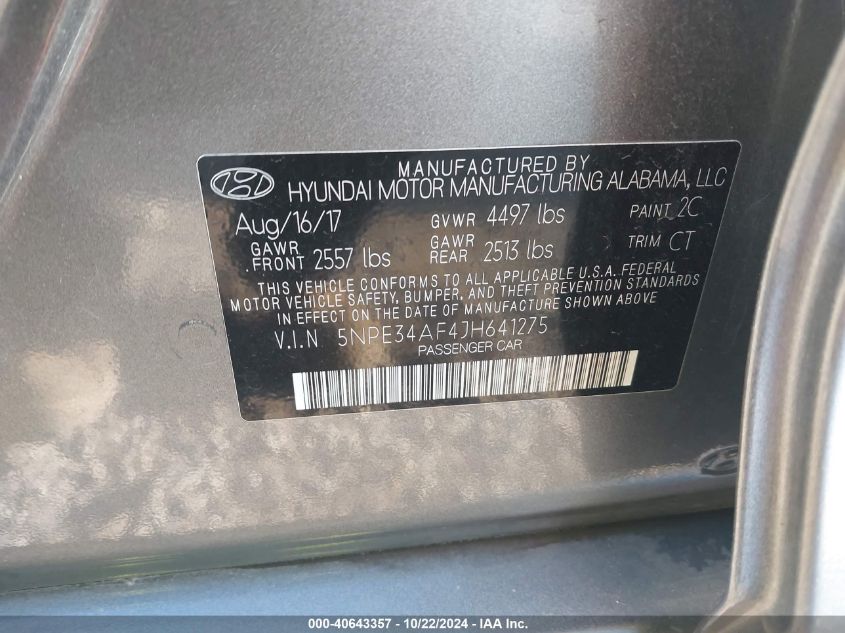 MANUFACTURED BY
HYUNDAI MOTOR MANUFACTURING ALABAMA, LLC
Aug/16/17 GVWR 4497 lbs PAINT 2C
GAWR FRONT 2557 lbs GAWR REAR 2513 lbs TRIM CT
THIS VEHICLE CONFORMS TO ALL APPLICABLE U.S.A. FEDERAL
MOTOR VEHICLE SAFETY, BUMPER, AND THEFT PREVENTION STANDARDS
IN EFFECT ON THE DATE OF MANUFACTURE SHOWN ABOVE
V.I.N 5NPE34AF4JH641275
PASSENGER CAR
000-40643357 - 10/22/2024 - IAA Inc.